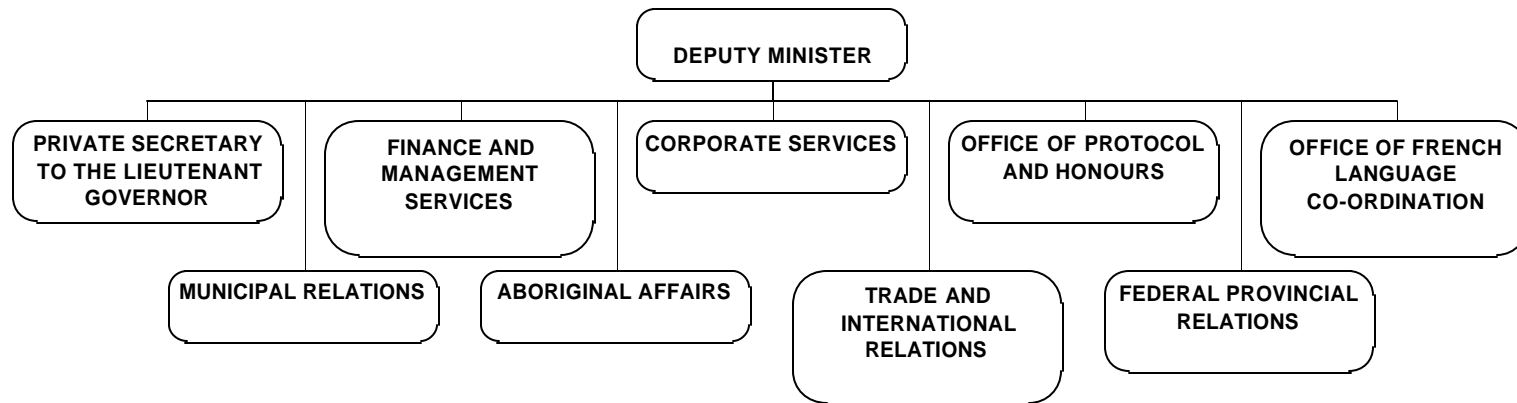 DEPUTY MINISTER
PRIVATE SECRETARY
TO THE LIEUTENANT
GOVERNOR
FINANCE AND
MANAGEMENT
SERVICES
CORPORATE SERVICES
OFFICE OF PROTOCOL
AND HONOURS
OFFICE OF FRENCH
LANGUAGE
CO-ORDINATION
MUNICIPAL RELATIONS
ABORIGINAL AFFAIRS
TRADE AND
INTERNATIONAL
RELATIONS
FEDERAL PROVINCIAL
RELATIONS